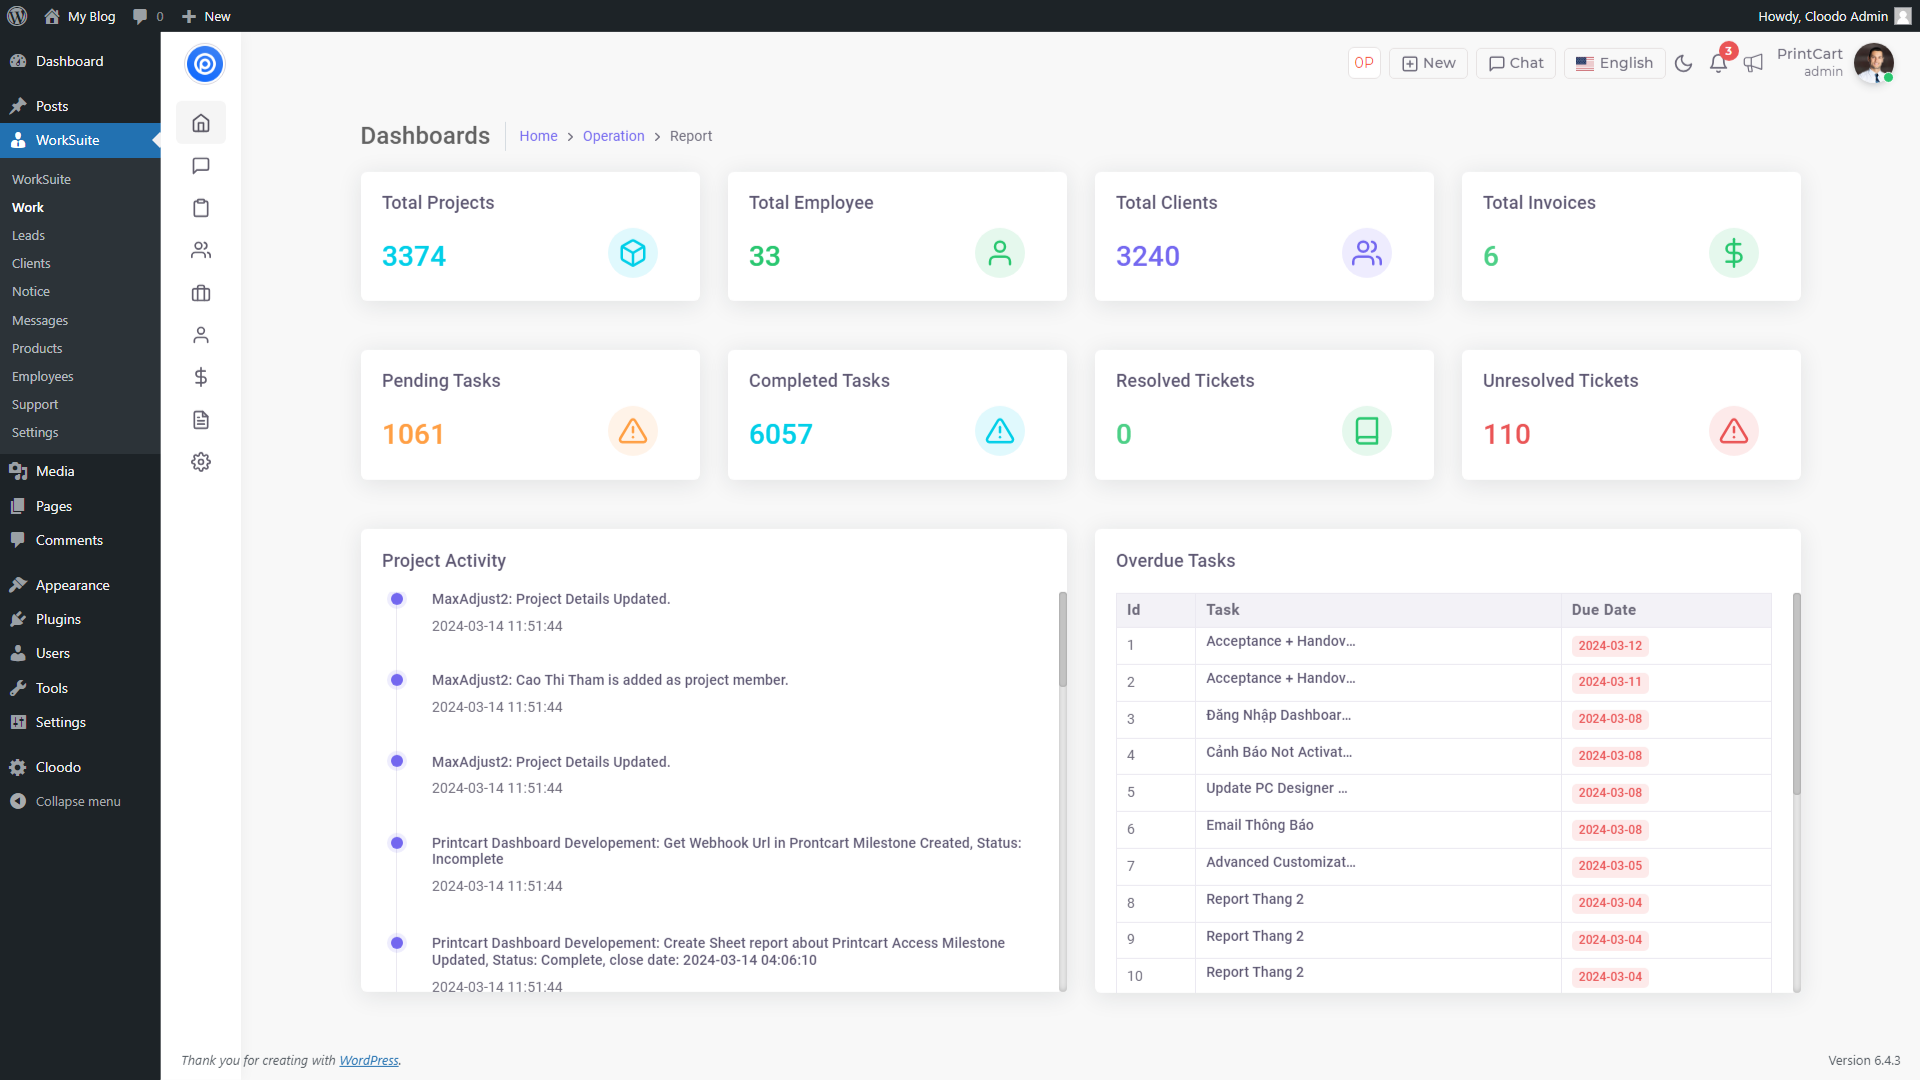 My Blog
0
New
Howdy, Cloodo Admin
Dashboard
Posts
WorkSuite
WorkSuite
Work
Leads
Clients
Notice
Messages
Products
Employees
Support
Settings
Media
Pages
Comments
Appearance
Plugins
Users
Tools
Settings
Cloodo
Collapse menu
0P
New
Chat
English
3
PrintCart
admin
Dashboards
Home
Operation
Report
Total Projects
3374
Total Employee
33
Total Clients
3240
Total Invoices
6
Pending Tasks
1061
Completed Tasks
6057
Resolved Tickets
0
Unresolved Tickets
110
Project Activity
MaxAdjust2: Project Details Updated.
2024-03-14 11:51:44
MaxAdjust2: Cao Thi Tham is added as project member.
2024-03-14 11:51:44
MaxAdjust2: Project Details Updated.
2024-03-14 11:51:44
Printcart Dashboard Developement: Get Webhook Url in Prontcart Milestone Created, Status:
Incomplete
2024-03-14 11:51:44
Printcart Dashboard Developement: Create Sheet report about Printcart Access Milestone
Updated, Status: Complete, close date: 2024-03-14 04:06:10
2024-03-14 11:51:44
Overdue Tasks
Id Task Due Date
1 Acceptance + Handov... 2024-03-12
2 Acceptance + Handov... 2024-03-11
3 Đăng Nhập Dashboar... 2024-03-08
4 Cảnh Báo Not Activat... 2024-03-08
5 Update PC Designer ... 2024-03-08
6 Email Thông Báo 2024-03-08
7 Advanced Customizat... 2024-03-05
8 Report Thang 2 2024-03-04
9 Report Thang 2 2024-03-04
10 Report Thang 2 2024-03-04
Thank you for creating with WordPress.
Version 6.4.3